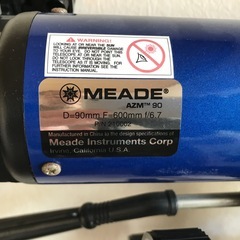 WARNING!
LOOKING AT OR NEAR THE SUN
WILL CAUSE IRREVERSIBLE DAMAGE
TO YOUR EYE. DO NOT POINT THIS
TELESCOPE AT OR NEAR THE SUN.
DO NOT LOOK THROUGH THE
TELESCOPE AS IT IS MOVING. FOR
FURTHER INFORMATION SEE THE
INSTRUCTION MANUAL.
MEADE®
AZM™ 90
D=90mm F=600mm f/6.7
P/N 210002
Manufactured in China to the design specifications of
Meade Instruments Corp
Irvine, California U.S.A.